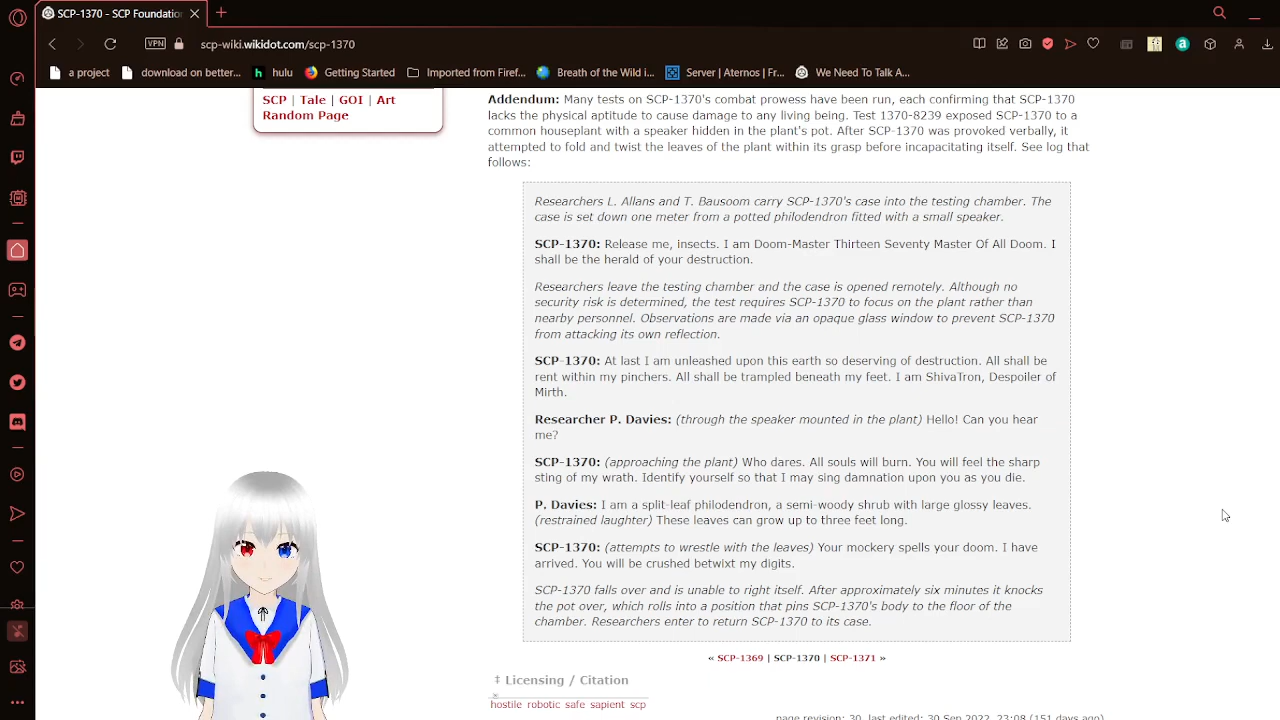 SCP-1370 - SCP Foundatio
VPN scp-wiki.wikidot.com/scp-1370
a project download on better... hulu Getting Started Imported from Firef... Breath of the Wild i... Server | Aternos | Fr... We Need To Talk A...
SCP | Tale | GOI | Art
Random Page
Addendum: Many tests on SCP-1370's combat prowess have been run, each confirming that SCP-1370
lacks the physical aptitude to cause damage to any living being. Test 1370-8239 exposed SCP-1370 to a
common houseplant with a speaker hidden in the plant's pot. After SCP-1370 was provoked verbally, it
attempted to fold and twist the leaves of the plant within its grasp before incapacitating itself. See log that
follows:
Researchers L. Allans and T. Bausoom carry SCP-1370's case into the testing chamber. The
case is set down one meter from a potted philodendron fitted with a small speaker.
SCP-1370: Release me, insects. I am Doom-Master Thirteen Seventy Master Of All Doom. I
shall be the herald of your destruction.
Researchers leave the testing chamber and the case is opened remotely. Although no
security risk is determined, the test requires SCP-1370 to focus on the plant rather than
nearby personnel. Observations are made via an opaque glass window to prevent SCP-1370
from attacking its own reflection.
SCP-1370: At last I am unleashed upon this earth so deserving of destruction. All shall be
rent within my pinchers. All shall be trampled beneath my feet. I am ShivaTron, Despoiler of
Mirth.
Researcher P. Davies: (through the speaker mounted in the plant) Hello! Can you hear
me?
SCP-1370: (approaching the plant) Who dares. All souls will burn. You will feel the sharp
sting of my wrath. Identify yourself so that I may sing damnation upon you as you die.
P. Davies: I am a split-leaf philodendron, a semi-woody shrub with large glossy leaves.
(restrained laughter) These leaves can grow up to three feet long.
SCP-1370: (attempts to wrestle with the leaves) Your mockery spells your doom. I have
arrived. You will be crushed betwixt my digits.
SCP-1370 falls over and is unable to right itself. After approximately six minutes it knocks
the pot over, which rolls into a position that pins SCP-1370's body to the floor of the
chamber. Researchers enter to return SCP-1370 to its case.
« SCP-1369 | SCP-1370 | SCP-1371 »
‡ Licensing / Citation
hostile robotic safe sapient scp
page revision: 30, last edited: 30 Sep 2022, 23:08 (151 days ago)